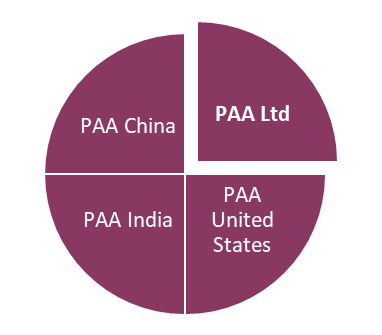 PAA China
PAA Ltd
PAA India
PAA
United
States